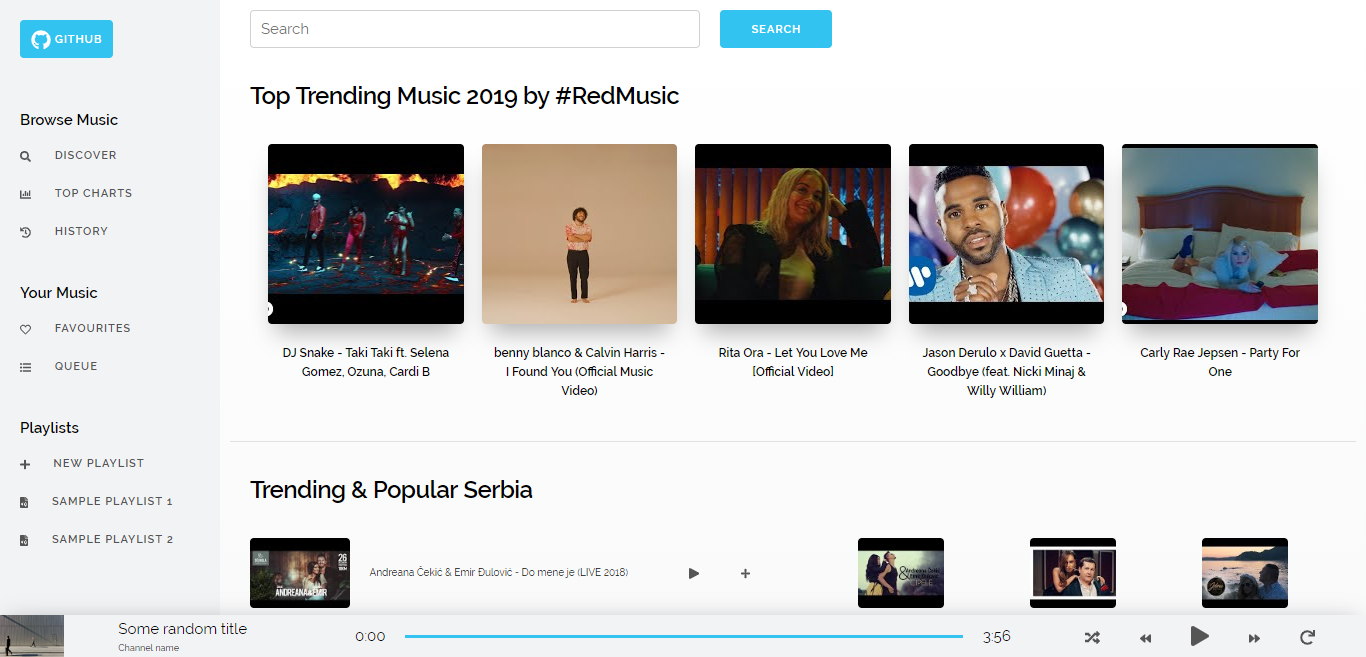 GITHUB
Search
SEARCH
Browse Music
DISCOVER
TOP CHARTS
HISTORY
Your Music
FAVOURITES
QUEUE
Playlists
NEW PLAYLIST
SAMPLE PLAYLIST 1
SAMPLE PLAYLIST 2
Top Trending Music 2019 by #RedMusic
DJ Snake - Taki Taki ft. Selena
Gomez, Ozuna, Cardi B
benny blanco & Calvin Harris -
I Found You (Official Music
Video)
Rita Ora - Let You Love Me
[Official Video]
Jason Derulo x David Guetta -
Goodbye (feat. Nicki Minaj &
Willy William)
Carly Rae Jepsen - Party For
One
Trending & Popular Serbia
26
ANDREANA&EMIR
Andreana Čekić & Emir Đulović - Do mene je (LIVE 2018)
Some random title
Channel name
0:00
3:56